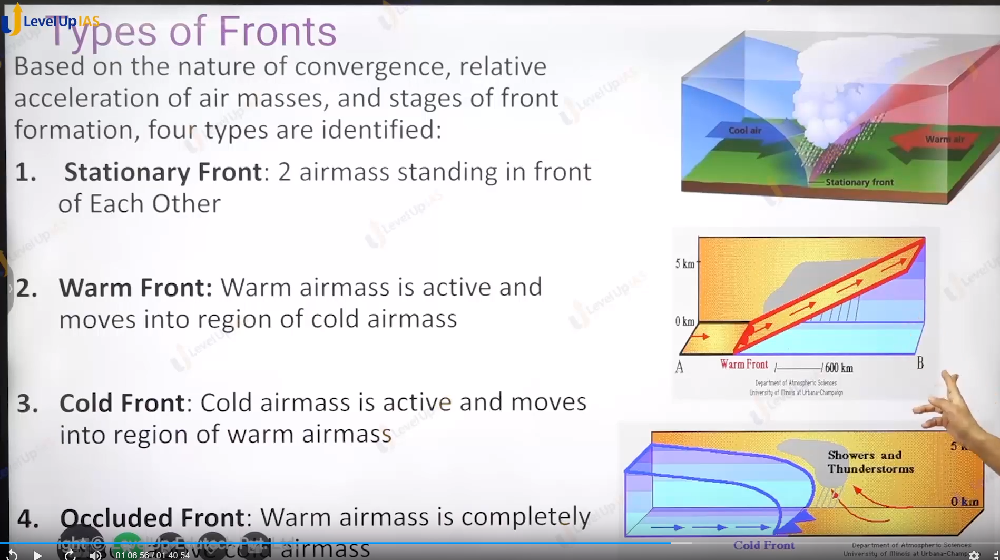 LevelUp IAS
Types of Fronts
Based on the nature of convergence, relative
acceleration of air masses, and stages of front
formation, four types are identified:
1. Stationary Front: 2 airmass standing in front
of Each Other
2. Warm Front: Warm airmass is active and
moves into region of cold airmass
3. Cold Front: Cold airmass is active and moves
into region of warm airmass
4. Occluded Front: Warm airmass is completely
above cold airmass
LevelUp Edutech Pvt. Ltd
01:06:56 / 01:40:54
Cool air
Warm air
Stationary front
5 km
0 km
A
Warm Front
600 km
B
Department of Atmospheric Sciences
University of Illinois at Urbana-Champaign
Showers and
Thunderstorms
5
0 km
Cold Front
Department of Atmospheric Sciences
University of Illinois at Urbana-Champ